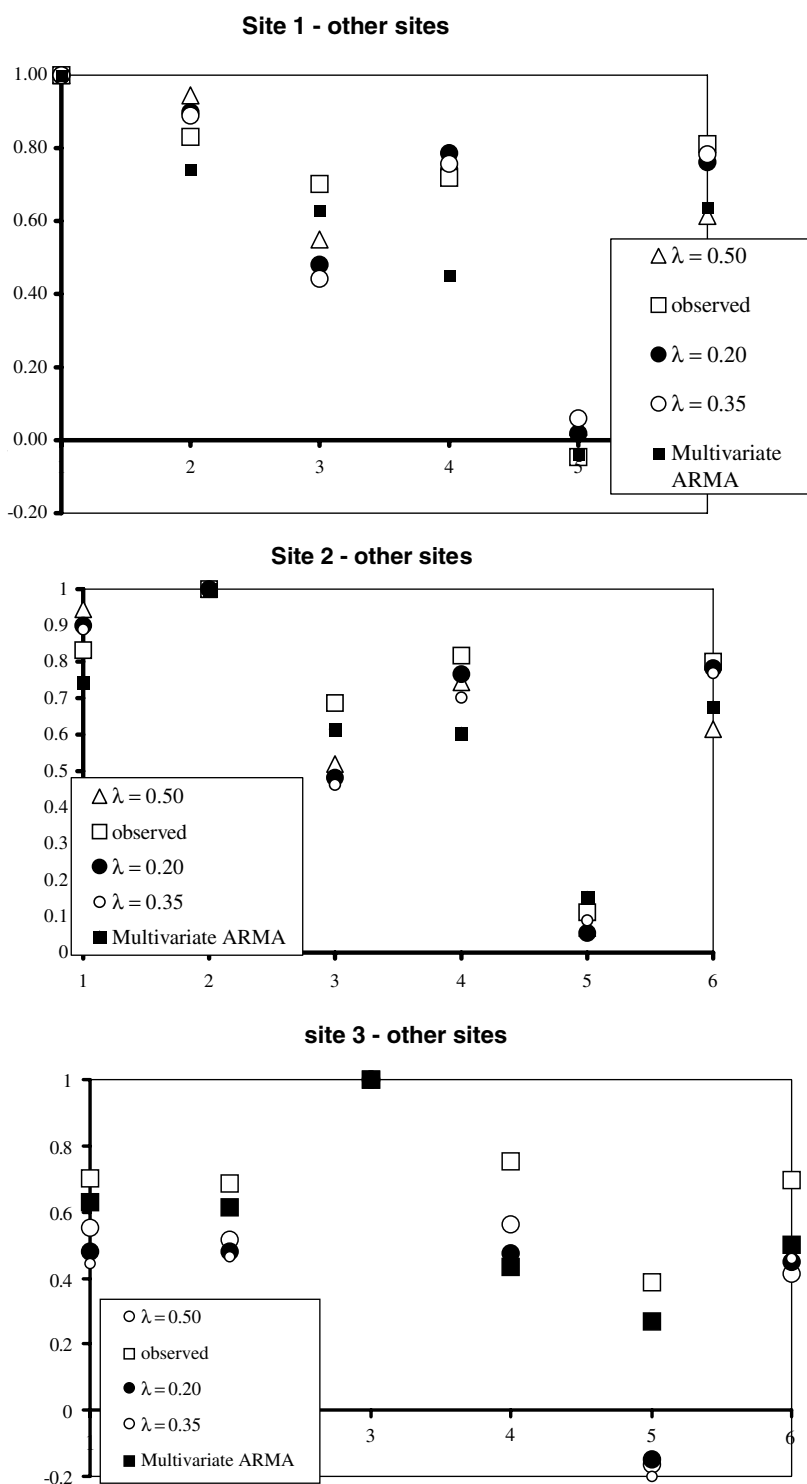 Site 1 - other sites
1.00
0.80
0.60
0.40
0.20
0.00
-0.20
2
3
4
5
λ = 0.50
observed
λ = 0.20
λ = 0.35
Multivariate
ARMA
Site 2 - other sites
1
0.9
0.8
0.7
0.6
0.5
0.4
0.3
0.2
0.1
0
1
2
3
4
5
6
λ = 0.50
observed
λ = 0.20
λ = 0.35
Multivariate ARMA
site 3 - other sites
1
0.8
0.6
0.4
0.2
0
-0.2
3
4
5
6
λ = 0.50
observed
λ = 0.20
λ = 0.35
Multivariate ARMA